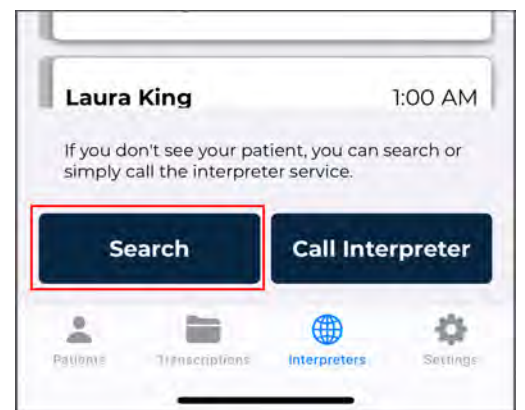 Laura King 1:00 AM
If you don't see your patient, you can search or
simply call the interpreter service.
Search Call Interpreter
Patients Transcriptions Interpreters Settings